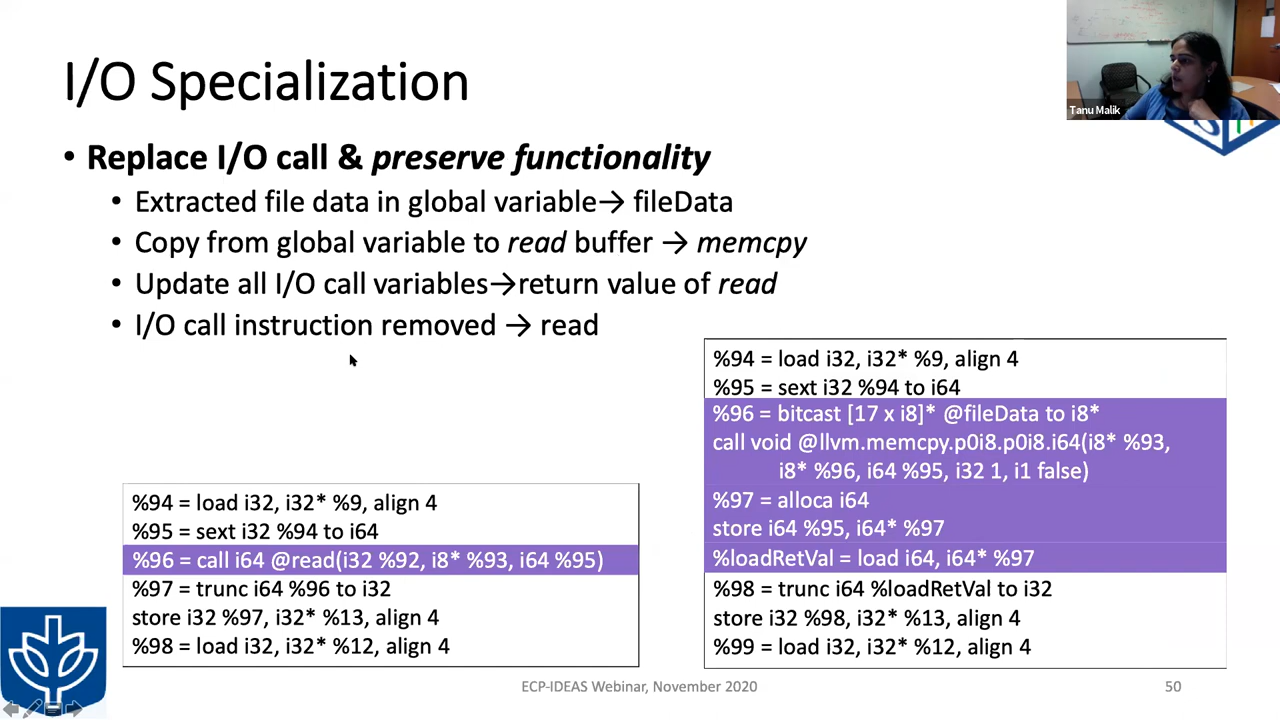 I/O Specialization
Tanu Malik
• Replace I/O call & preserve functionality
• Extracted file data in global variable→ fileData
• Copy from global variable to read buffer → memcpy
• Update all I/O call variables→return value of read
• I/O call instruction removed → read
%94 = load i32, i32* %9, align 4
%95 = sext i32 %94 to i64
%96 = call i64 @read(i32 %92, i8* %93, i64 %95)
%97 = trunc i64 %96 to i32
store i32 %97, i32* %13, align 4
%98 = load i32, i32* %12, align 4
%94 = load i32, i32* %9, align 4
%95 = sext i32 %94 to i64
%96 = bitcast [17 x i8]* @fileData to i8*
call void @llvm.memcpy.p0i8.p0i8.i64(i8* %93,
i8* %96, i64 %95, i32 1, i1 false)
%97 = alloca i64
store i64 %95, i64* %97
%loadRetVal = load i64, i64* %97
%98 = trunc i64 %loadRetVal to i32
store i32 %98, i32* %13, align 4
%99 = load i32, i32* %12, align 4
ECP-IDEAS Webinar, November 2020
50